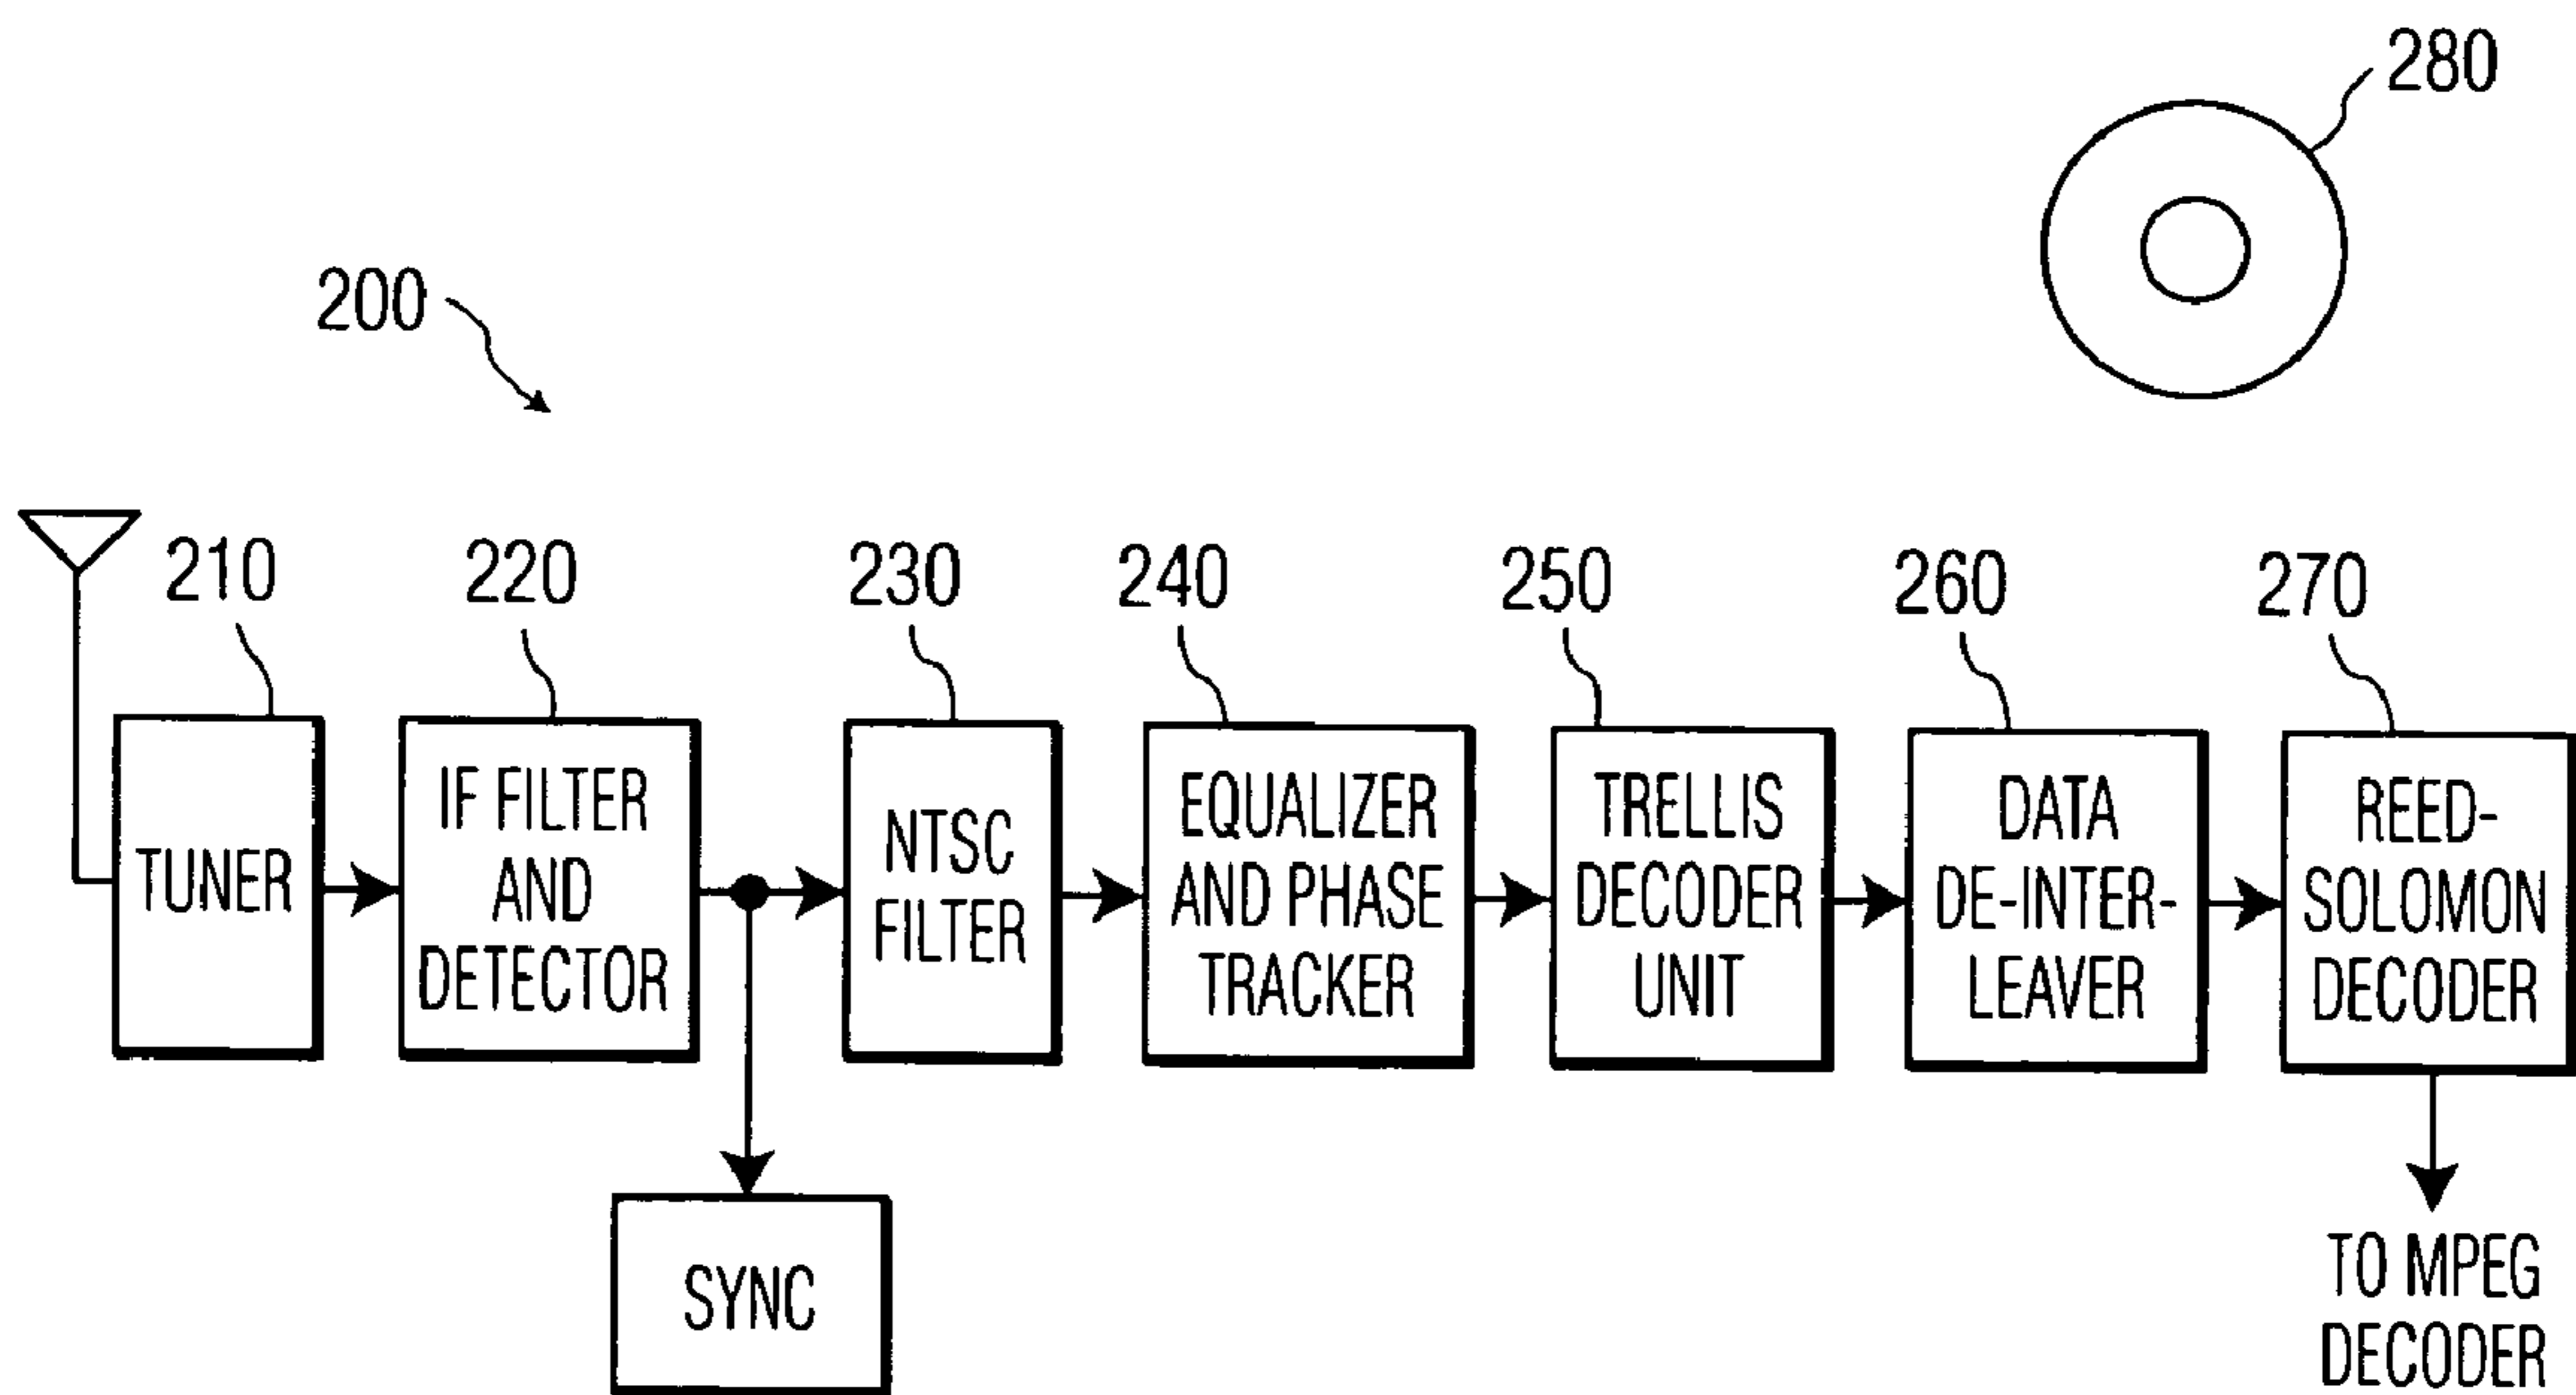 280
200
210
220
230
240
250
260
270
TUNER
IF FILTER
AND
DETECTOR
NTSC
FILTER
EQUALIZER
AND PHASE
TRACKER
TRELLIS
DECODER
UNIT
DATA
DE-INTER-
LEAVER
REED-
SOLOMON
DECODER
SYNC
TO MPEG
DECODER